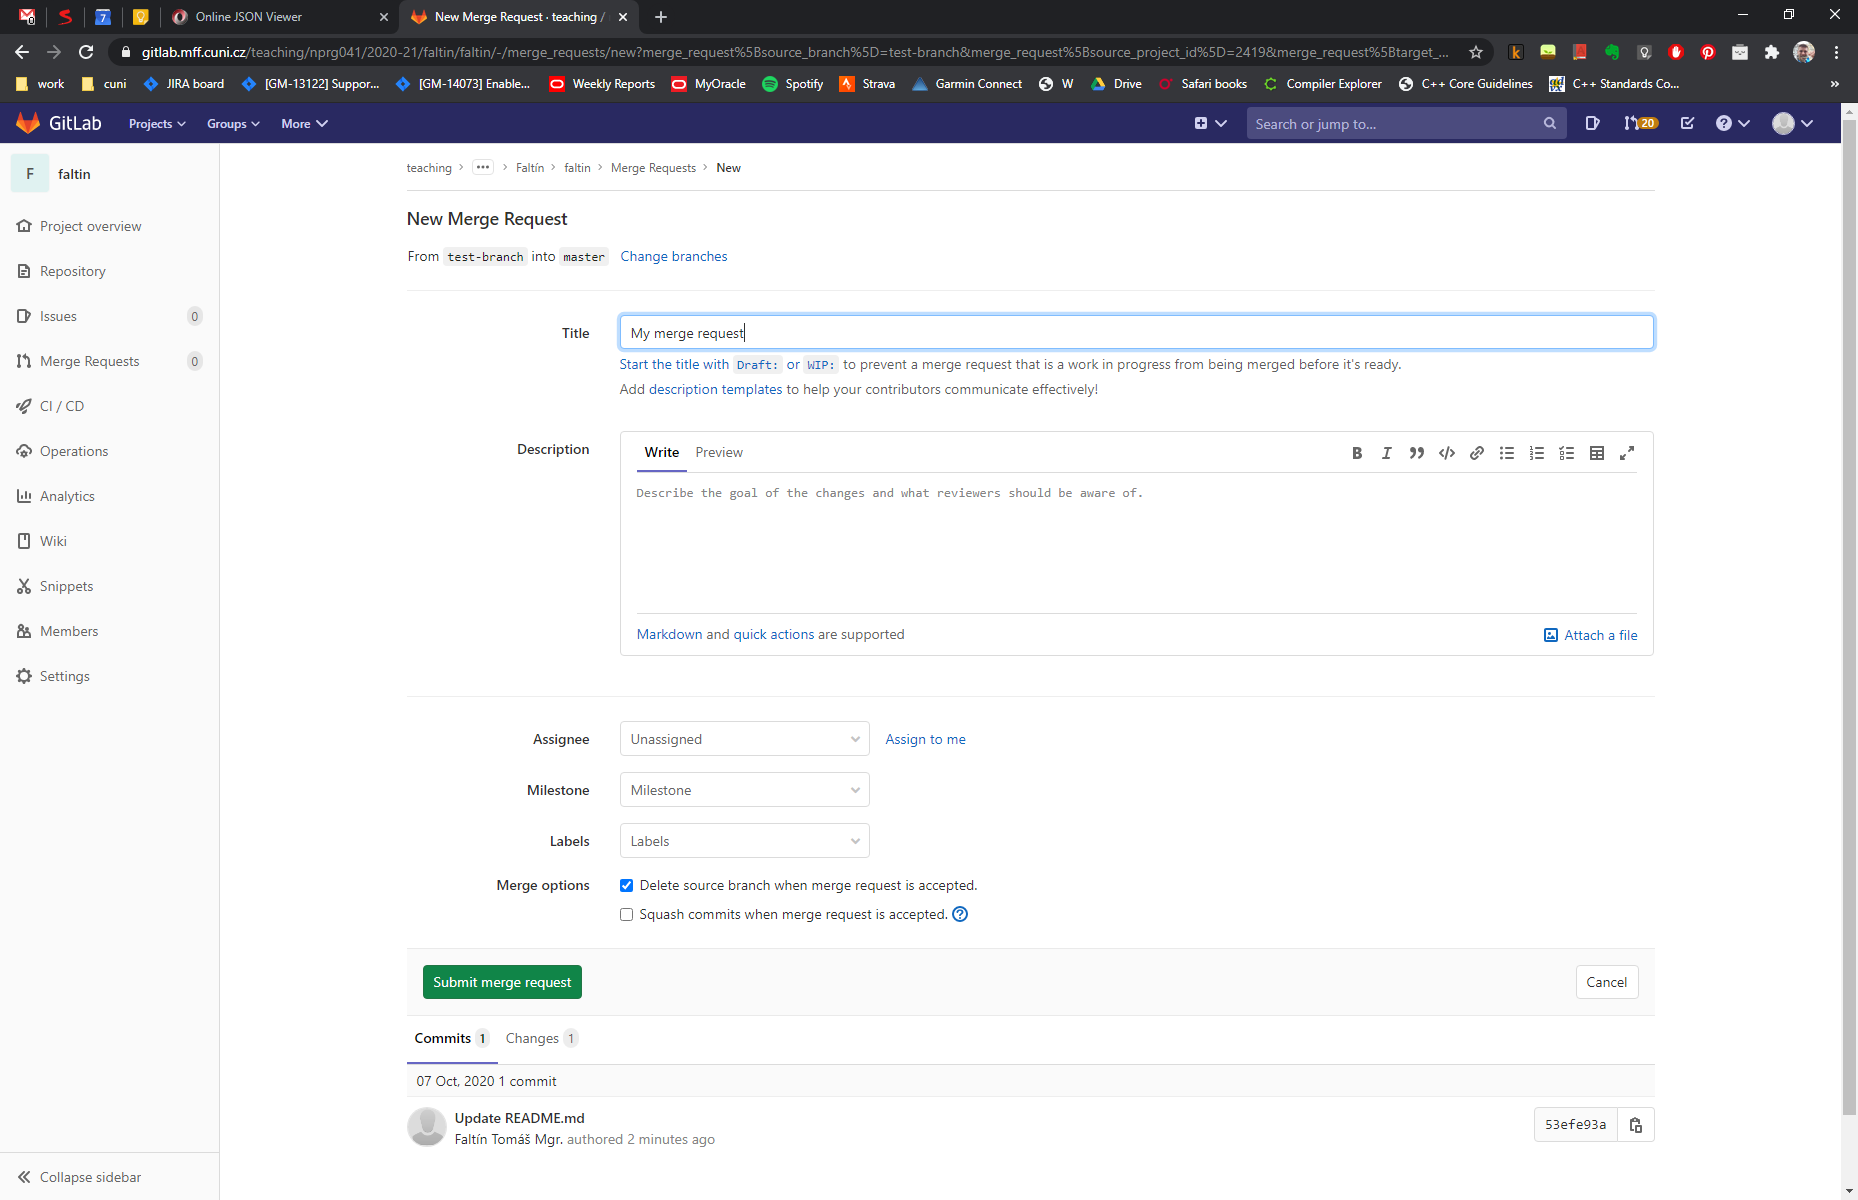 Online JSON Viewer
New Merge Request · teaching /
gitlab.mff.cuni.cz/teaching/nprg041/2020-21/faltin/faltin/-/merge_requests/new?merge_request%5Bsource_branch%5D=test-branch&merge_request%5Bsource_project_id%5D=2419&merge_request%5Btarget_...
work
cuni
JIRA board
[GM-13122] Suppor...
[GM-14073] Enable...
Weekly Reports
MyOracle
Spotify
Strava
Garmin Connect
W
Drive
Safari books
Compiler Explorer
C++ Core Guidelines
C++ Standards Co...
»
GitLab
Projects
Groups
More
Search or jump to...
20
F faltin
Project overview
Repository
Issues 0
Merge Requests 0
CI / CD
Operations
Analytics
Wiki
Snippets
Members
Settings
Collapse sidebar
teaching > ... > Faltín > faltin > Merge Requests > New
New Merge Request
From test-branch into master Change branches
Title
My merge request
Start the title with Draft: or WIP: to prevent a merge request that is a work in progress from being merged before it's ready.
Add description templates to help your contributors communicate effectively!
Description
Write Preview
Describe the goal of the changes and what reviewers should be aware of.
Markdown and quick actions are supported
Attach a file
Assignee Unassigned Assign to me
Milestone Milestone
Labels Labels
Merge options Delete source branch when merge request is accepted.
Squash commits when merge request is accepted.
Submit merge request
Cancel
Commits 1 Changes 1
07 Oct, 2020 1 commit
Update README.md
Faltín Tomáš Mgr. authored 2 minutes ago
53efe93a